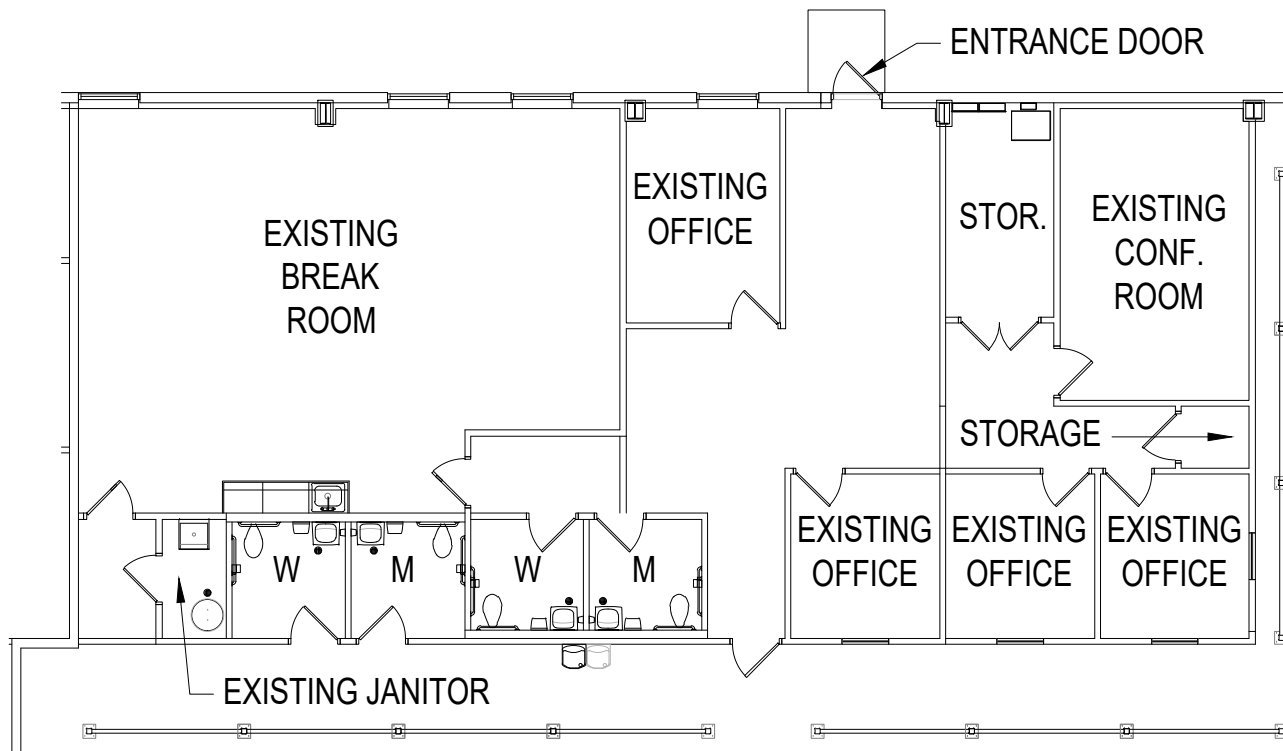 ENTRANCE DOOR
EXISTING
BREAK
ROOM
EXISTING
OFFICE
STOR.
EXISTING
CONF.
ROOM
STORAGE
EXISTING
OFFICE
EXISTING
OFFICE
EXISTING
OFFICE
W
M
W
M
EXISTING JANITOR